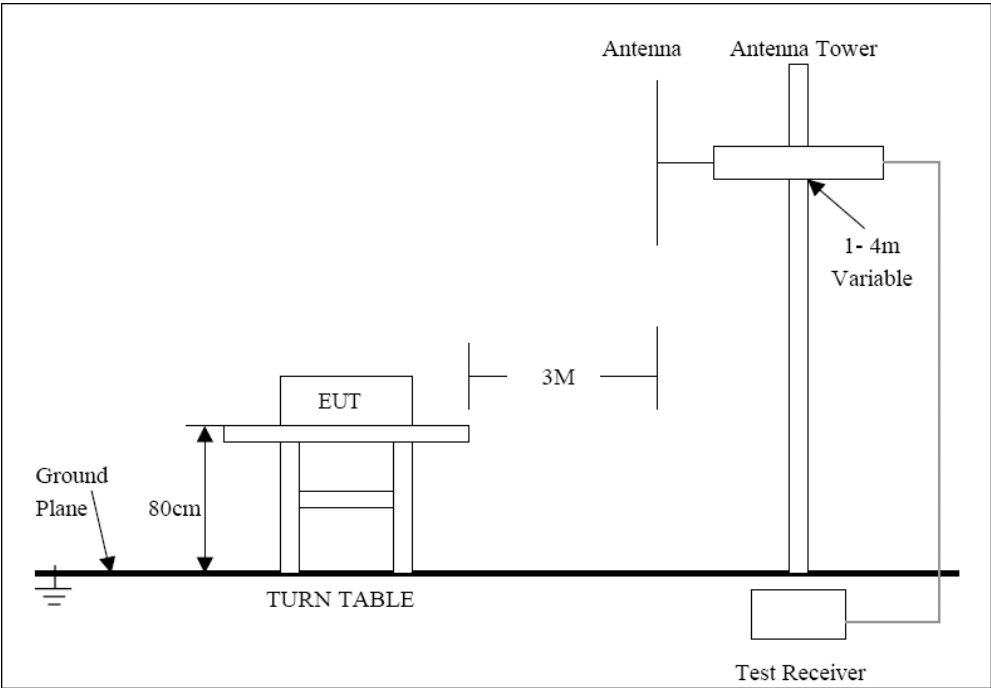 Antenna
Antenna Tower
1- 4m
Variable
3M
EUT
Ground
Plane
80cm
TURN TABLE
Test Receiver